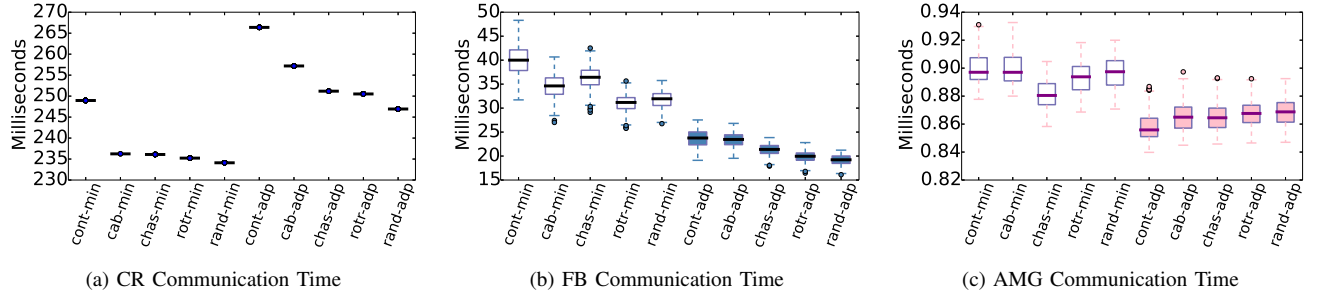 270
265
260
255
250
245
240
235
230
Milliseconds
cont-min
cab-min
chas-min
rotr-min
rand-min
cont-adp
cab-adp
chas-adp
rotr-adp
rand-adp
(a) CR Communication Time
50
45
40
35
30
25
20
15
Milliseconds
cont-min
cab-min
chas-min
rotr-min
rand-min
cont-adp
cab-adp
chas-adp
rotr-adp
rand-adp
(b) FB Communication Time
0.94
0.92
0.90
0.88
0.86
0.84
0.82
Milliseconds
cont-min
cab-min
chas-min
rotr-min
rand-min
cont-adp
cab-adp
chas-adp
rotr-adp
rand-adp
(c) AMG Communication Time